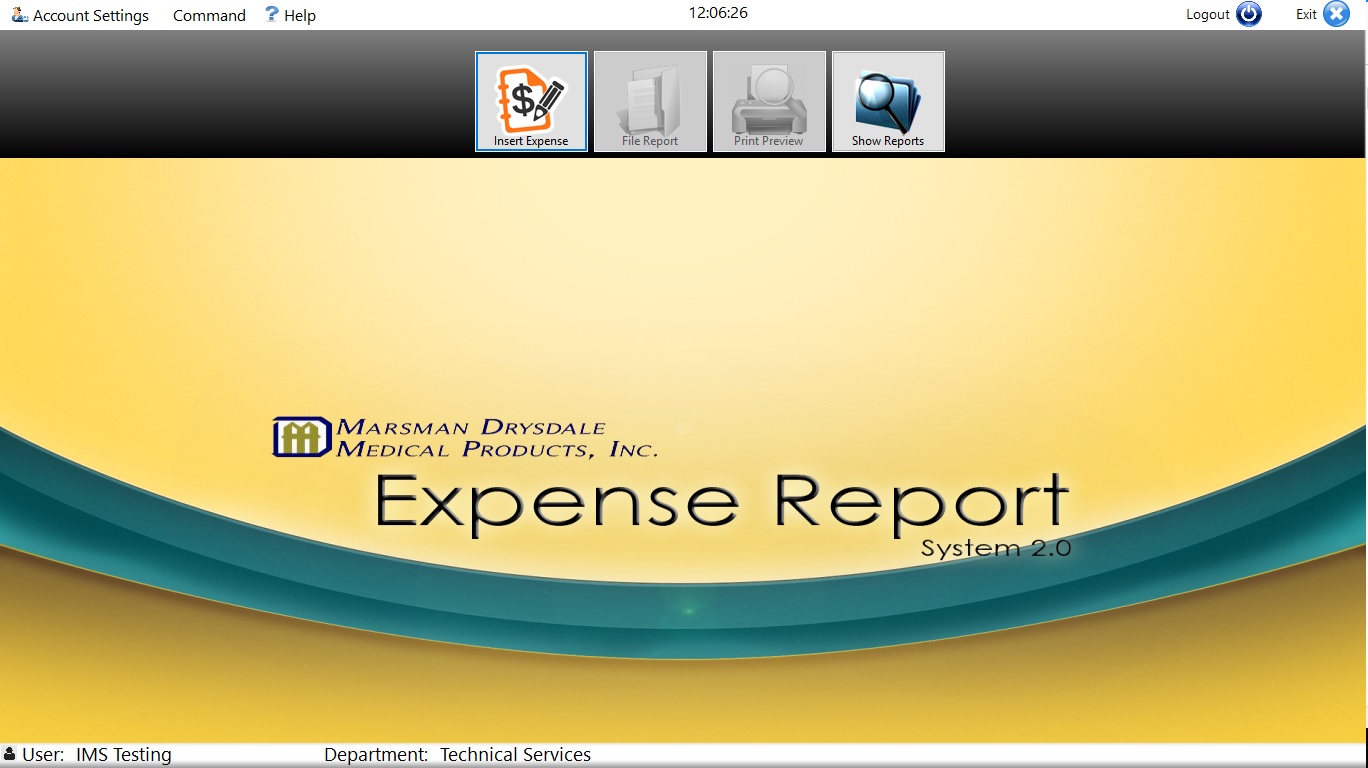 Account Settings Command ? Help 12:06:26 Logout Exit
$
Insert Expense File Report Print Preview Show Reports
MARSMAN DRYSDALE
MEDICAL PRODUCTS, INC.
Expense Report
System 2.0
User: IMS Testing Department: Technical Services